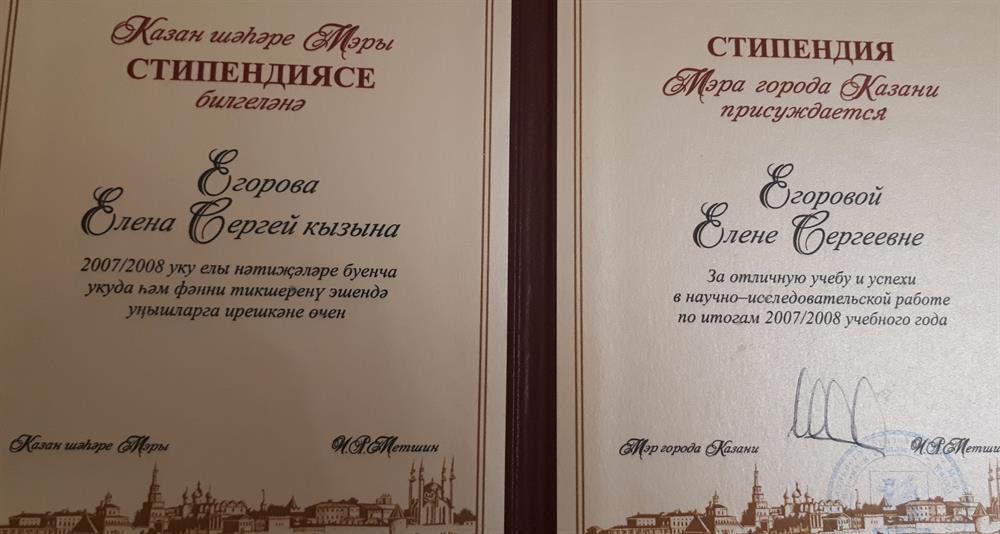 Казан шәһәре Мэры
СТИПЕНДИЯСЕ
билгеләнә
Егорова
Елена Сергей кызына
2007/2008 уку елы нәтиҗәләре буенча
укуда һәм фәнни тикшеренү эшендә
уңышларга ирешкәне өчен
Казан шәһәре Мэры И.Р.Метшин
СТИПЕНДИЯ
Мэра города Казани
присуждается
Егоровой
Елене Сергеевне
За отличную учебу и успехи
в научно–исследовательской работе
по итогам 2007/2008 учебного года
Мэр города Казани И.Р.Метшин